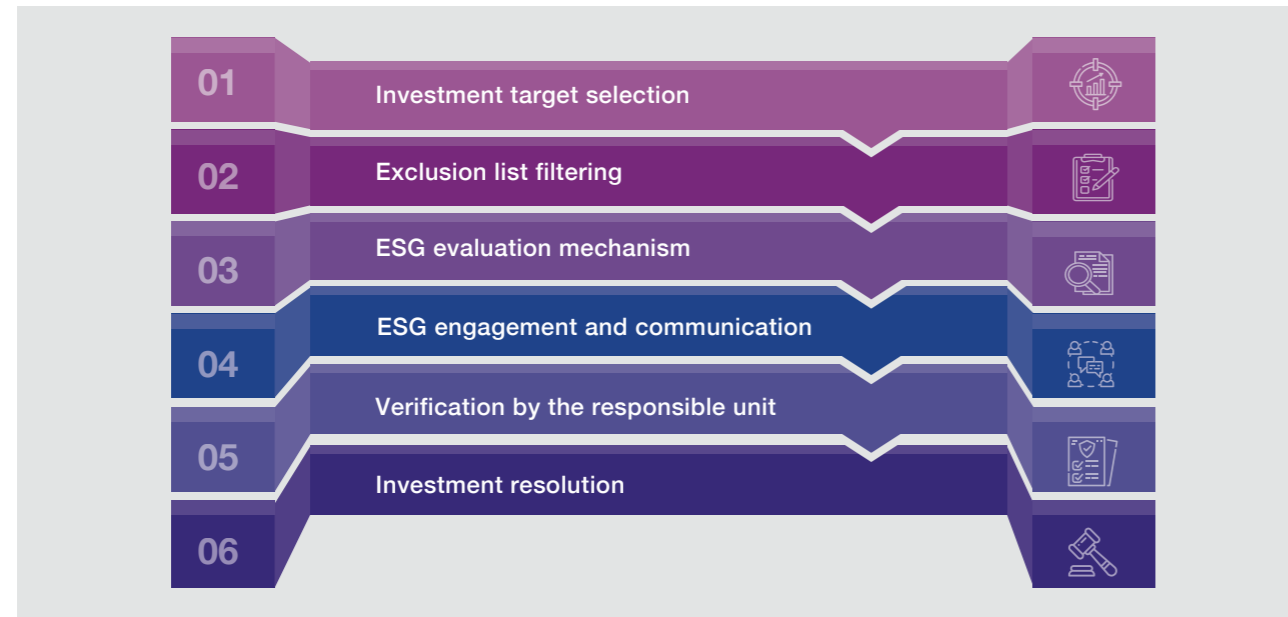 01
Investment target selection
02
Exclusion list filtering
03
ESG evaluation mechanism
04
ESG engagement and communication
05
Verification by the responsible unit
06
Investment resolution